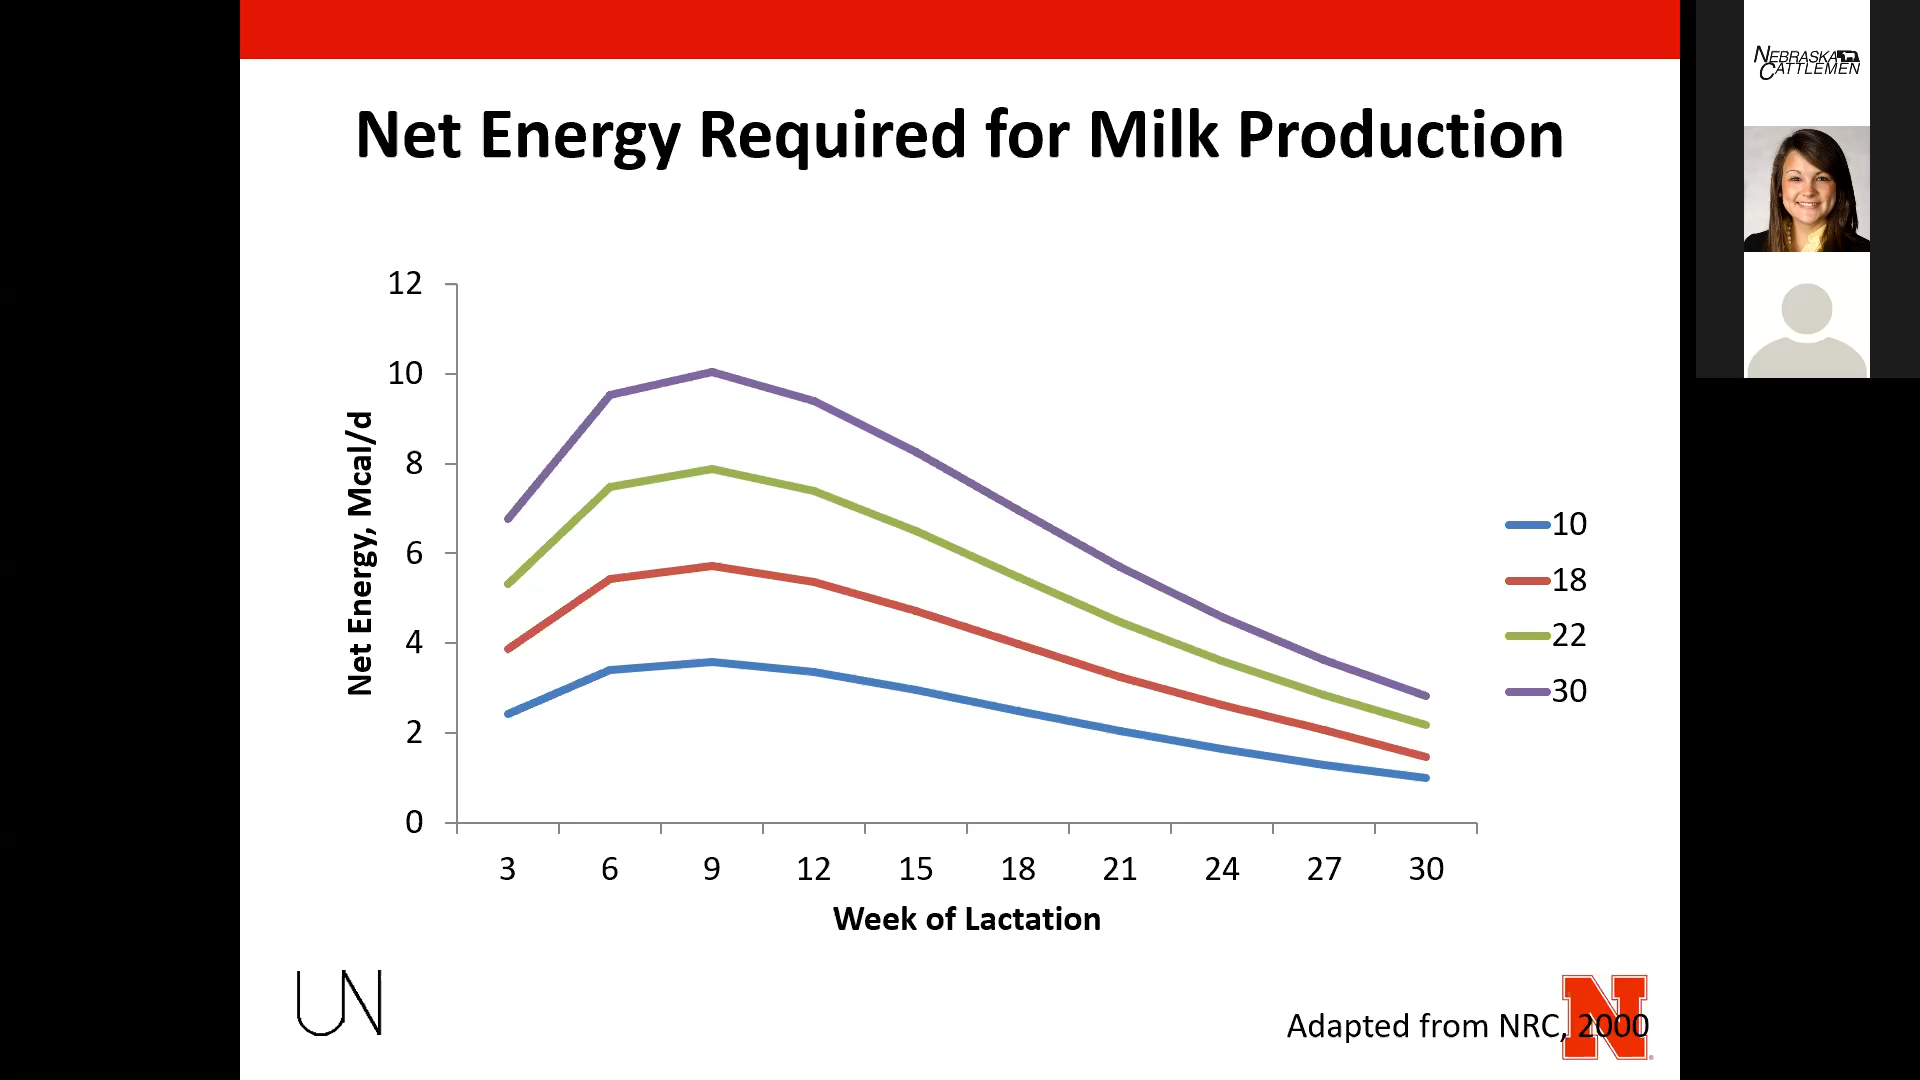 Net Energy Required for Milk Production
NEBRASKA
CATTLEMEN
12
10
8
6
4
2
0
Net Energy, Mcal/d
3 6 9 12 15 18 21 24 27 30
Week of Lactation
10
18
22
30
UN
Adapted from NRC, 2000
N